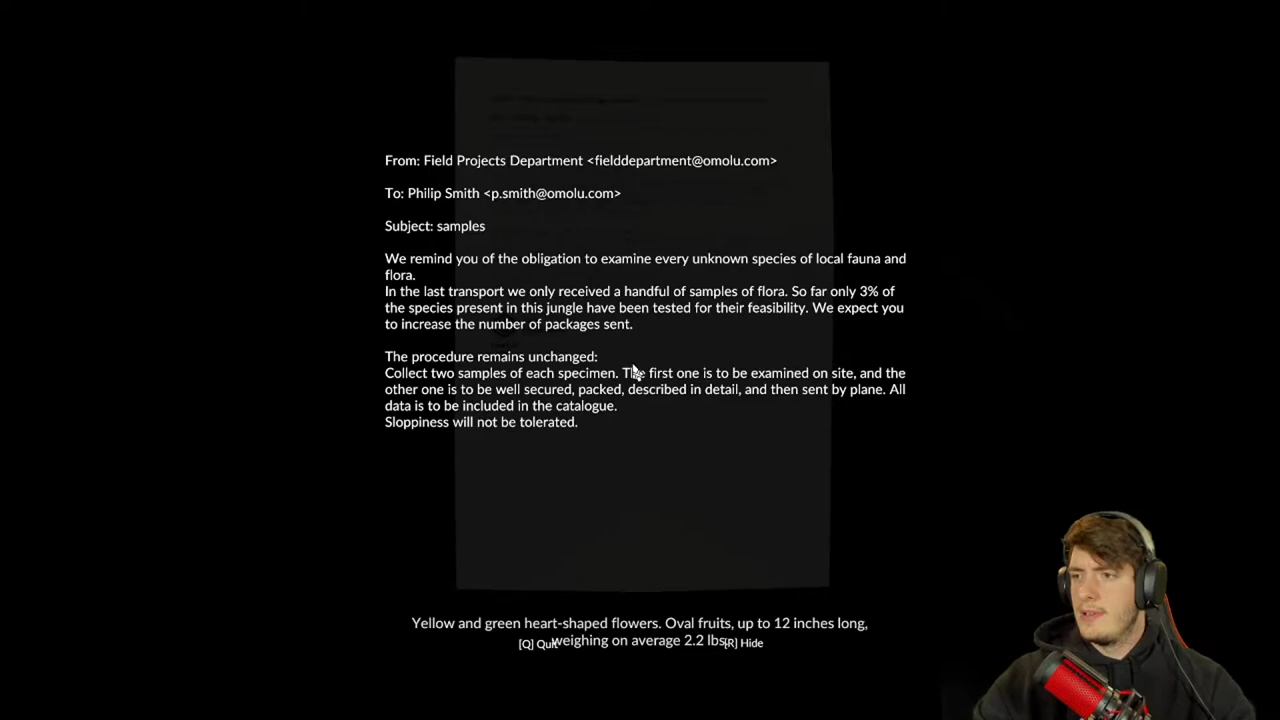 From: Field Projects Department <fielddepartment@omolu.com>
To: Philip Smith <p.smith@omolu.com>
Subject: samples
We remind you of the obligation to examine every unknown species of local fauna and
flora.
In the last transport we only received a handful of samples of flora. So far only 3% of
the species present in this jungle have been tested for their feasibility. We expect you
to increase the number of packages sent.
The procedure remains unchanged:
Collect two samples of each specimen. The first one is to be examined on site, and the
other one is to be well secured, packed, described in detail, and then sent by plane. All
data is to be included in the catalogue.
Sloppiness will not be tolerated.
Yellow and green heart-shaped flowers. Oval fruits, up to 12 inches long,
weighing on average 2.2 lbs.
[Q] Quit
[R] Hide